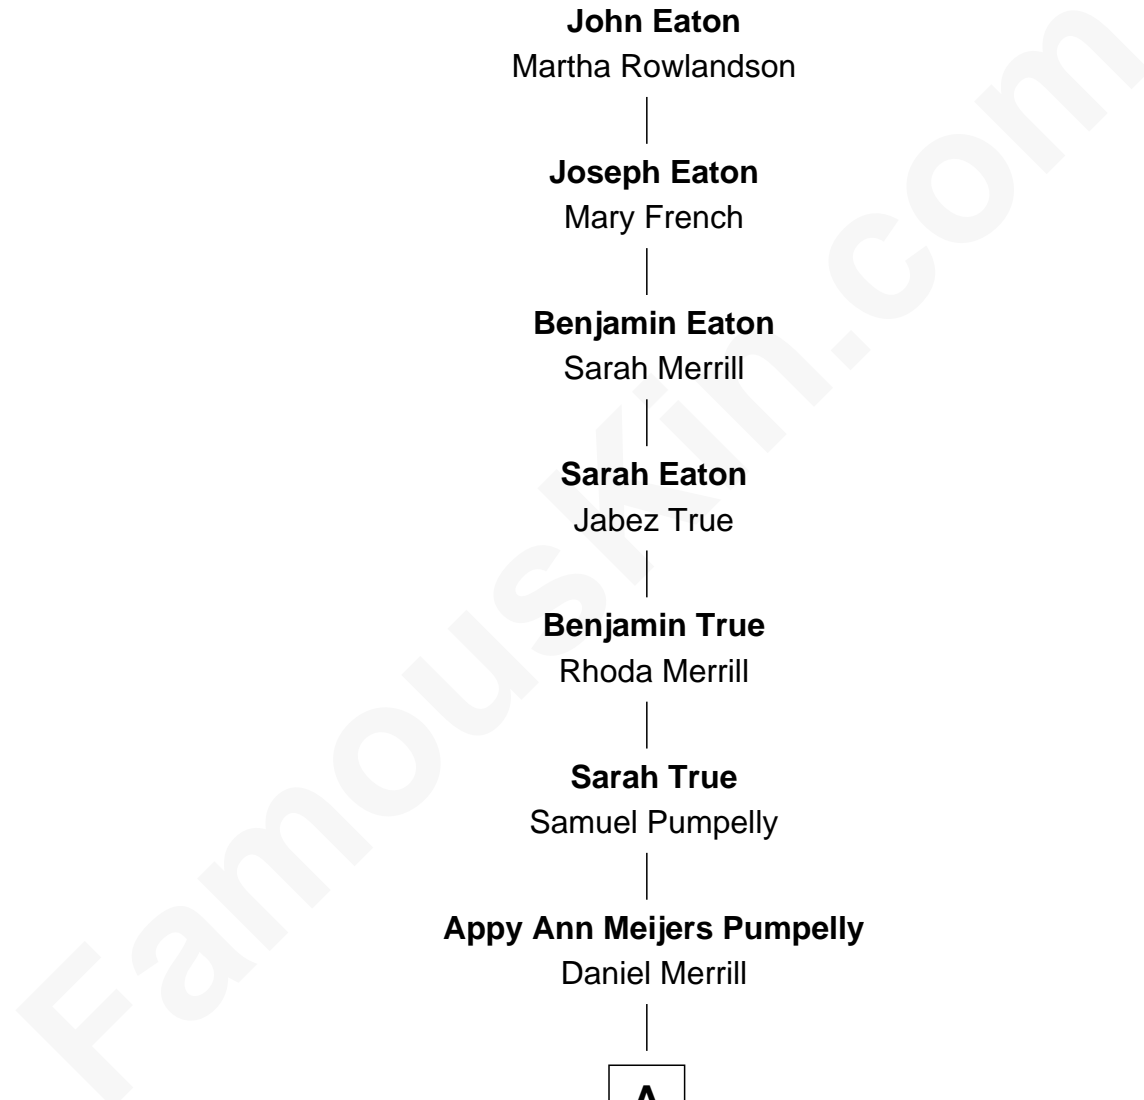 John Eaton
Martha Rowlandson
Joseph Eaton
Mary French
Benjamin Eaton
Sarah Merrill
Sarah Eaton
Jabez True
Benjamin True
Rhoda Merrill
Sarah True
Samuel Pumpelly
Appy Ann Meijers Pumpelly
Daniel Merrill
A
FamousKin.com